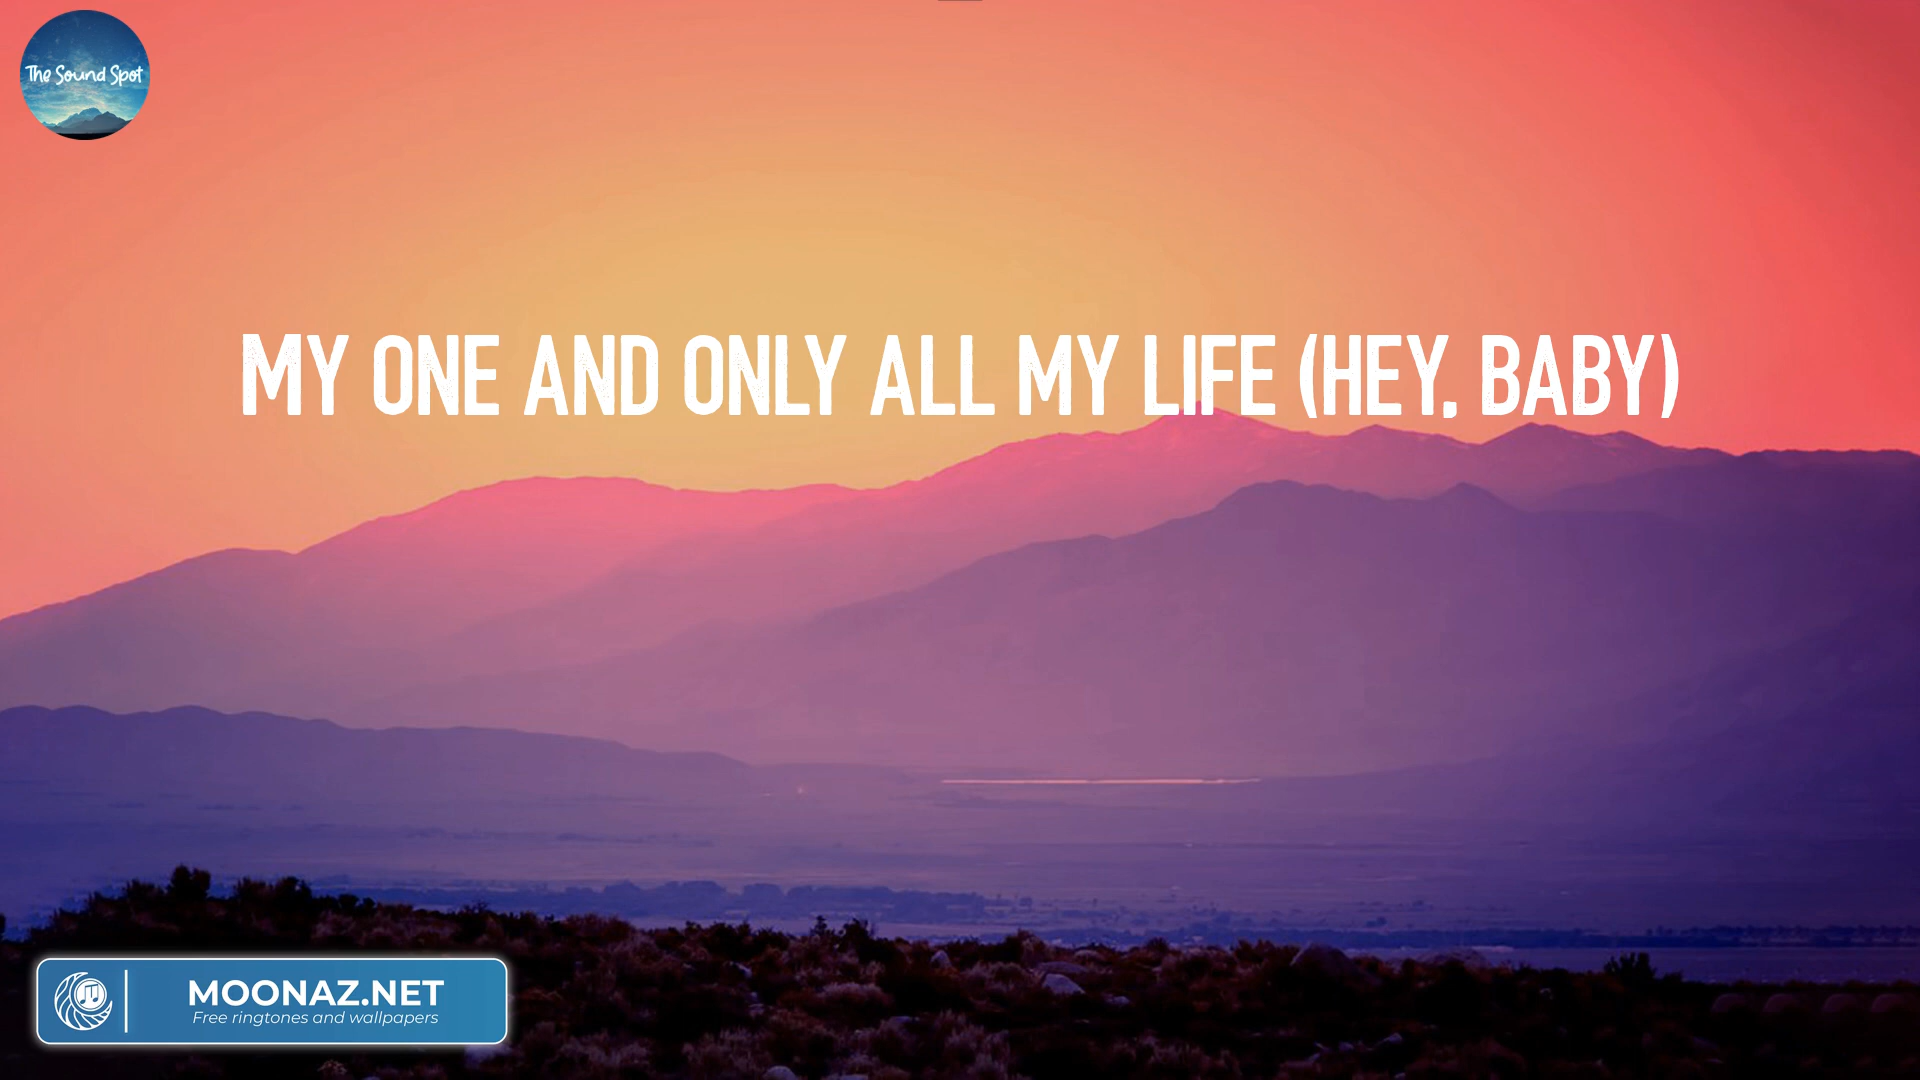 The Sound Spot
MY ONE AND ONLY ALL MY LIFE (HEY, BABY)
MOONAZ.NET
Free ringtones and wallpapers